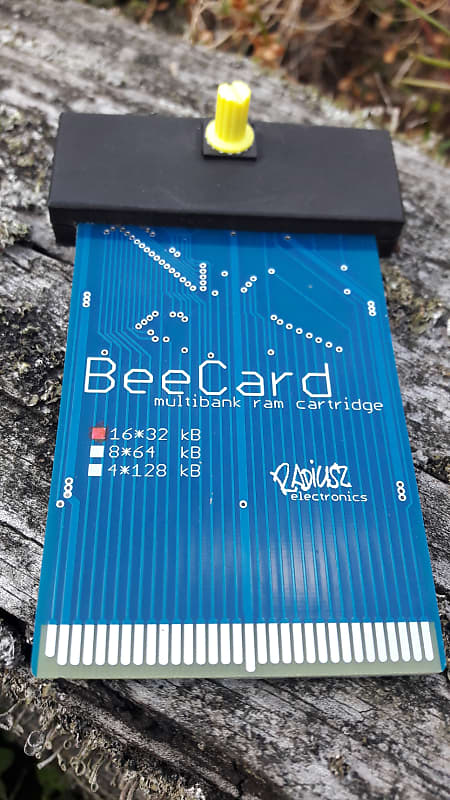 BeeCard
multibank ram cartridge
16*32 kB
8*64 kB
4*128 kB
RADIUSZ
electronics